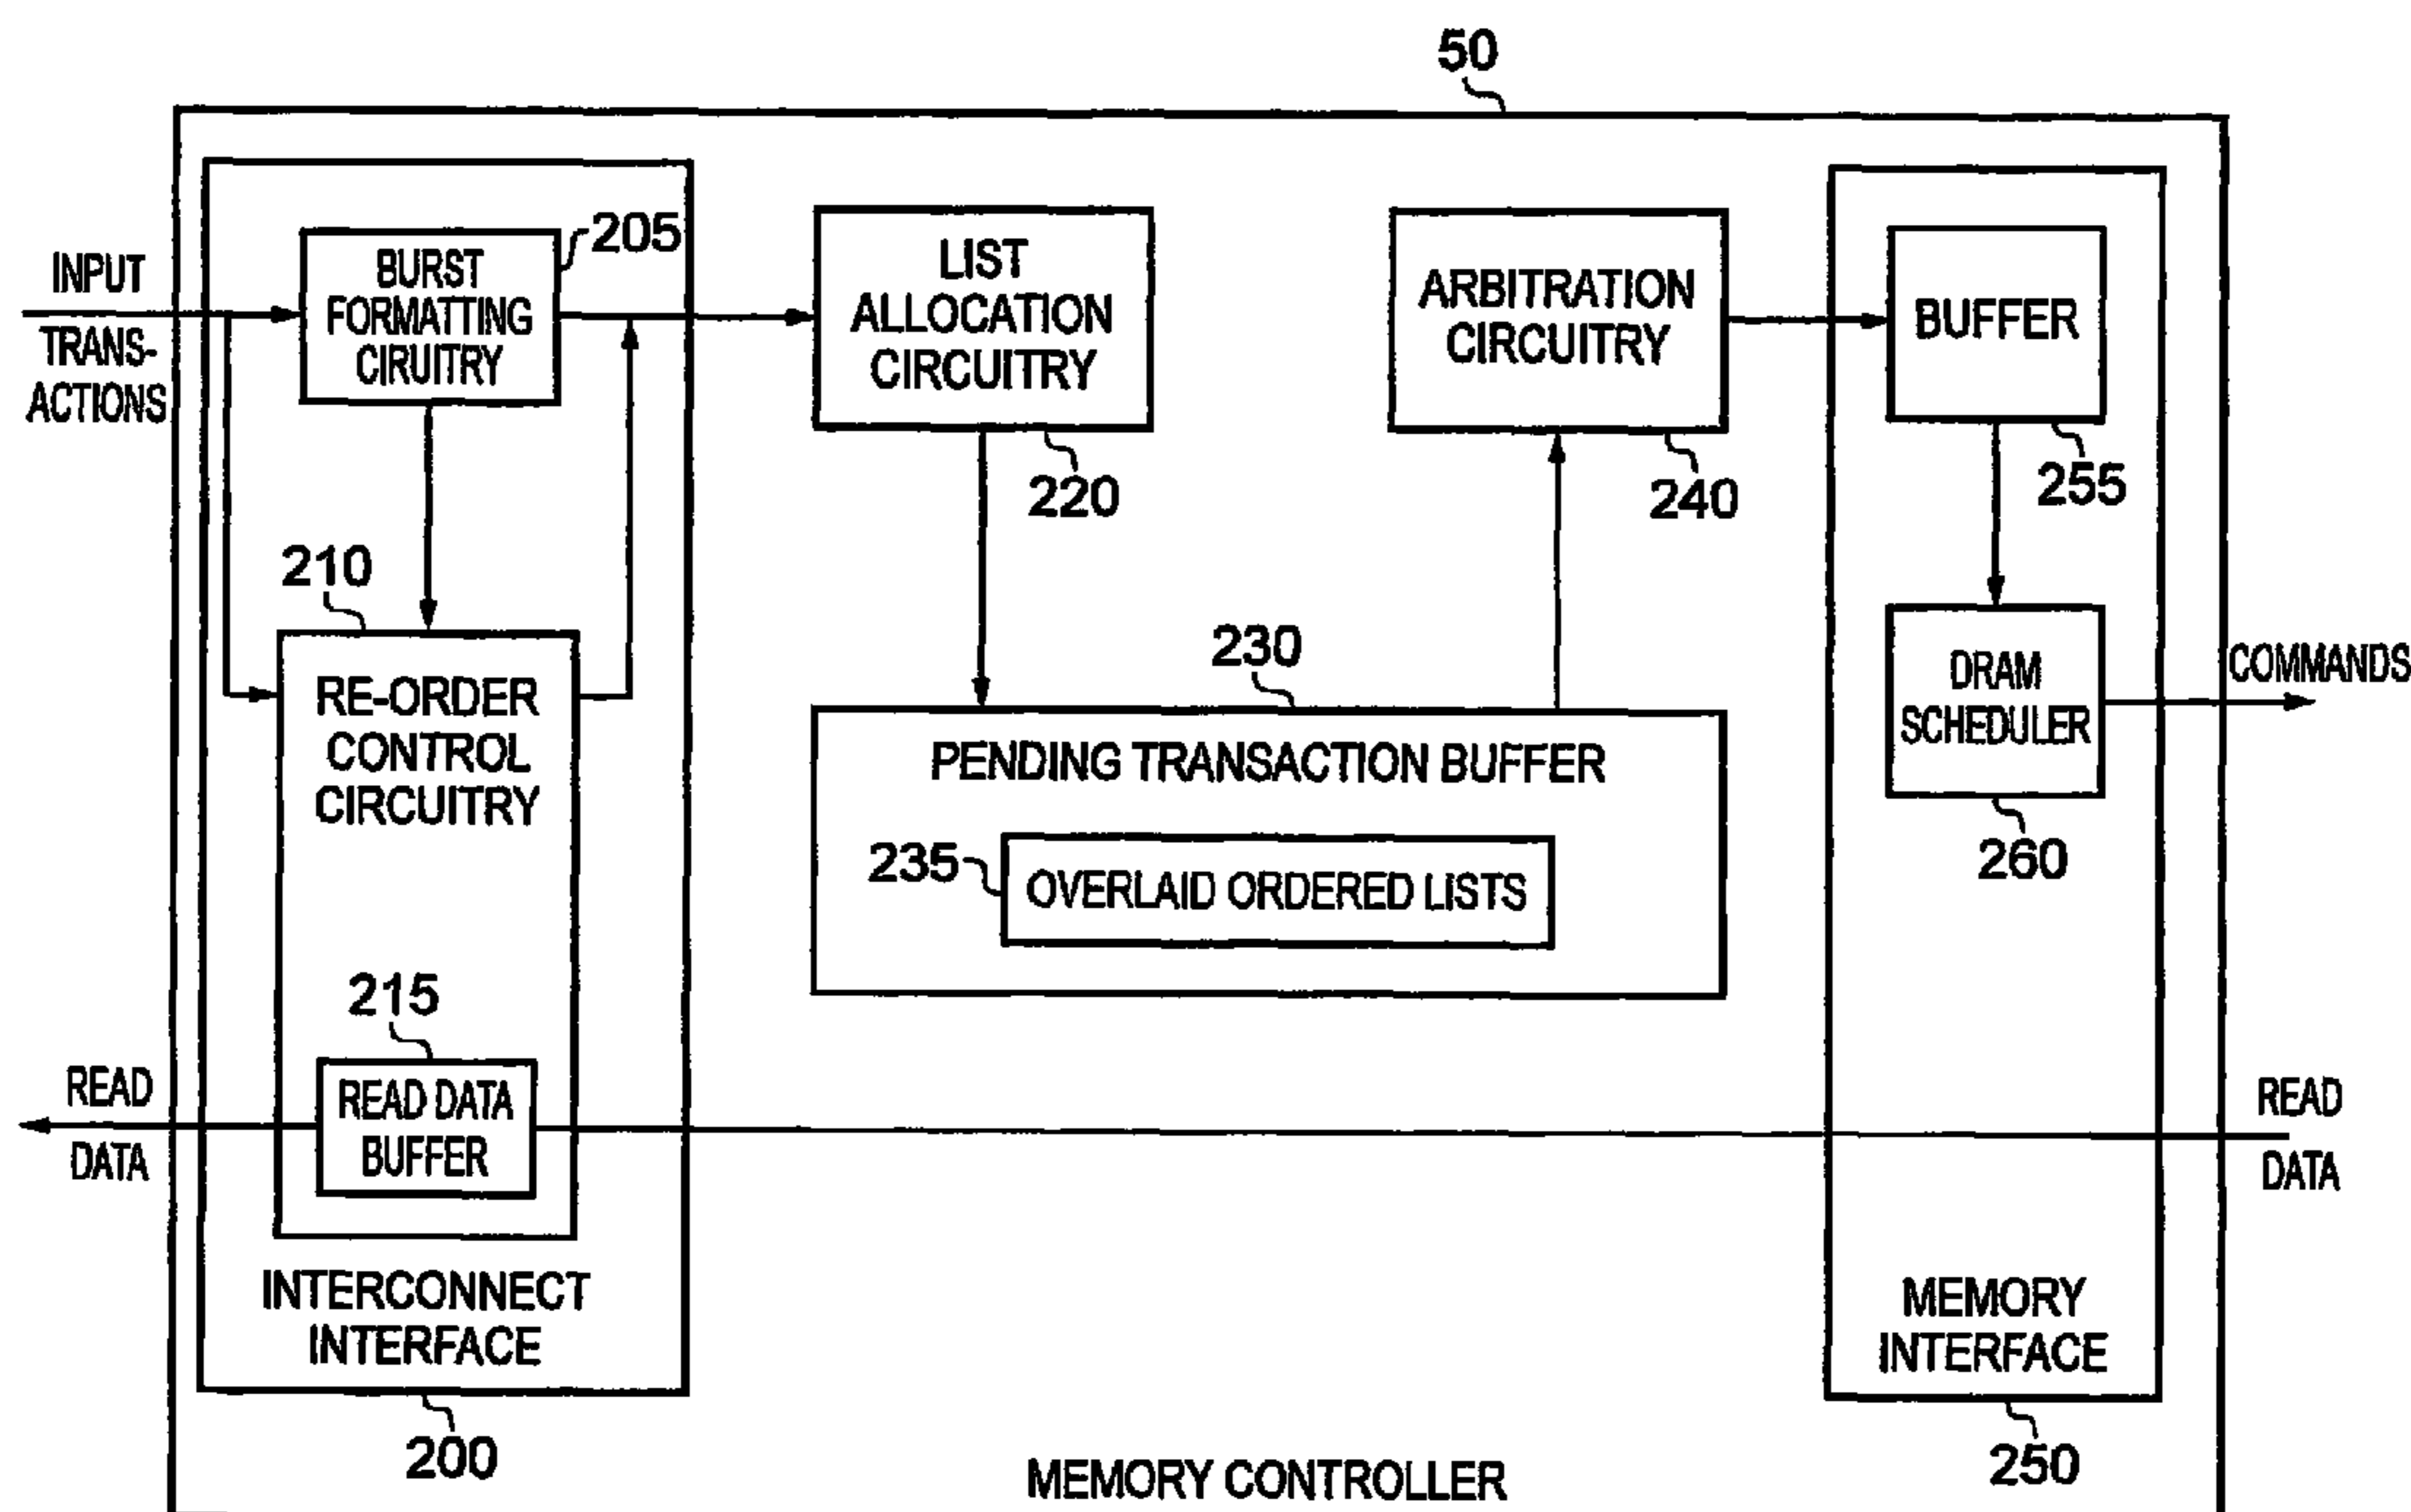 50
INPUT
TRANS-
ACTIONS
BURST
FORMATTING
CIRUITRY
205
LIST
ALLOCATION
CIRCUITRY
220
ARBITRATION
CIRCUITRY
240
BUFFER
255
210
RE-ORDER
CONTROL
CIRCUITRY
230
PENDING TRANSACTION BUFFER
235
OVERLAID ORDERED LISTS
DRAM
SCHEDULER
260
COMMANDS
215
READ DATA
BUFFER
READ
DATA
READ
DATA
INTERCONNECT
INTERFACE
200
MEMORY
INTERFACE
250
MEMORY CONTROLLER